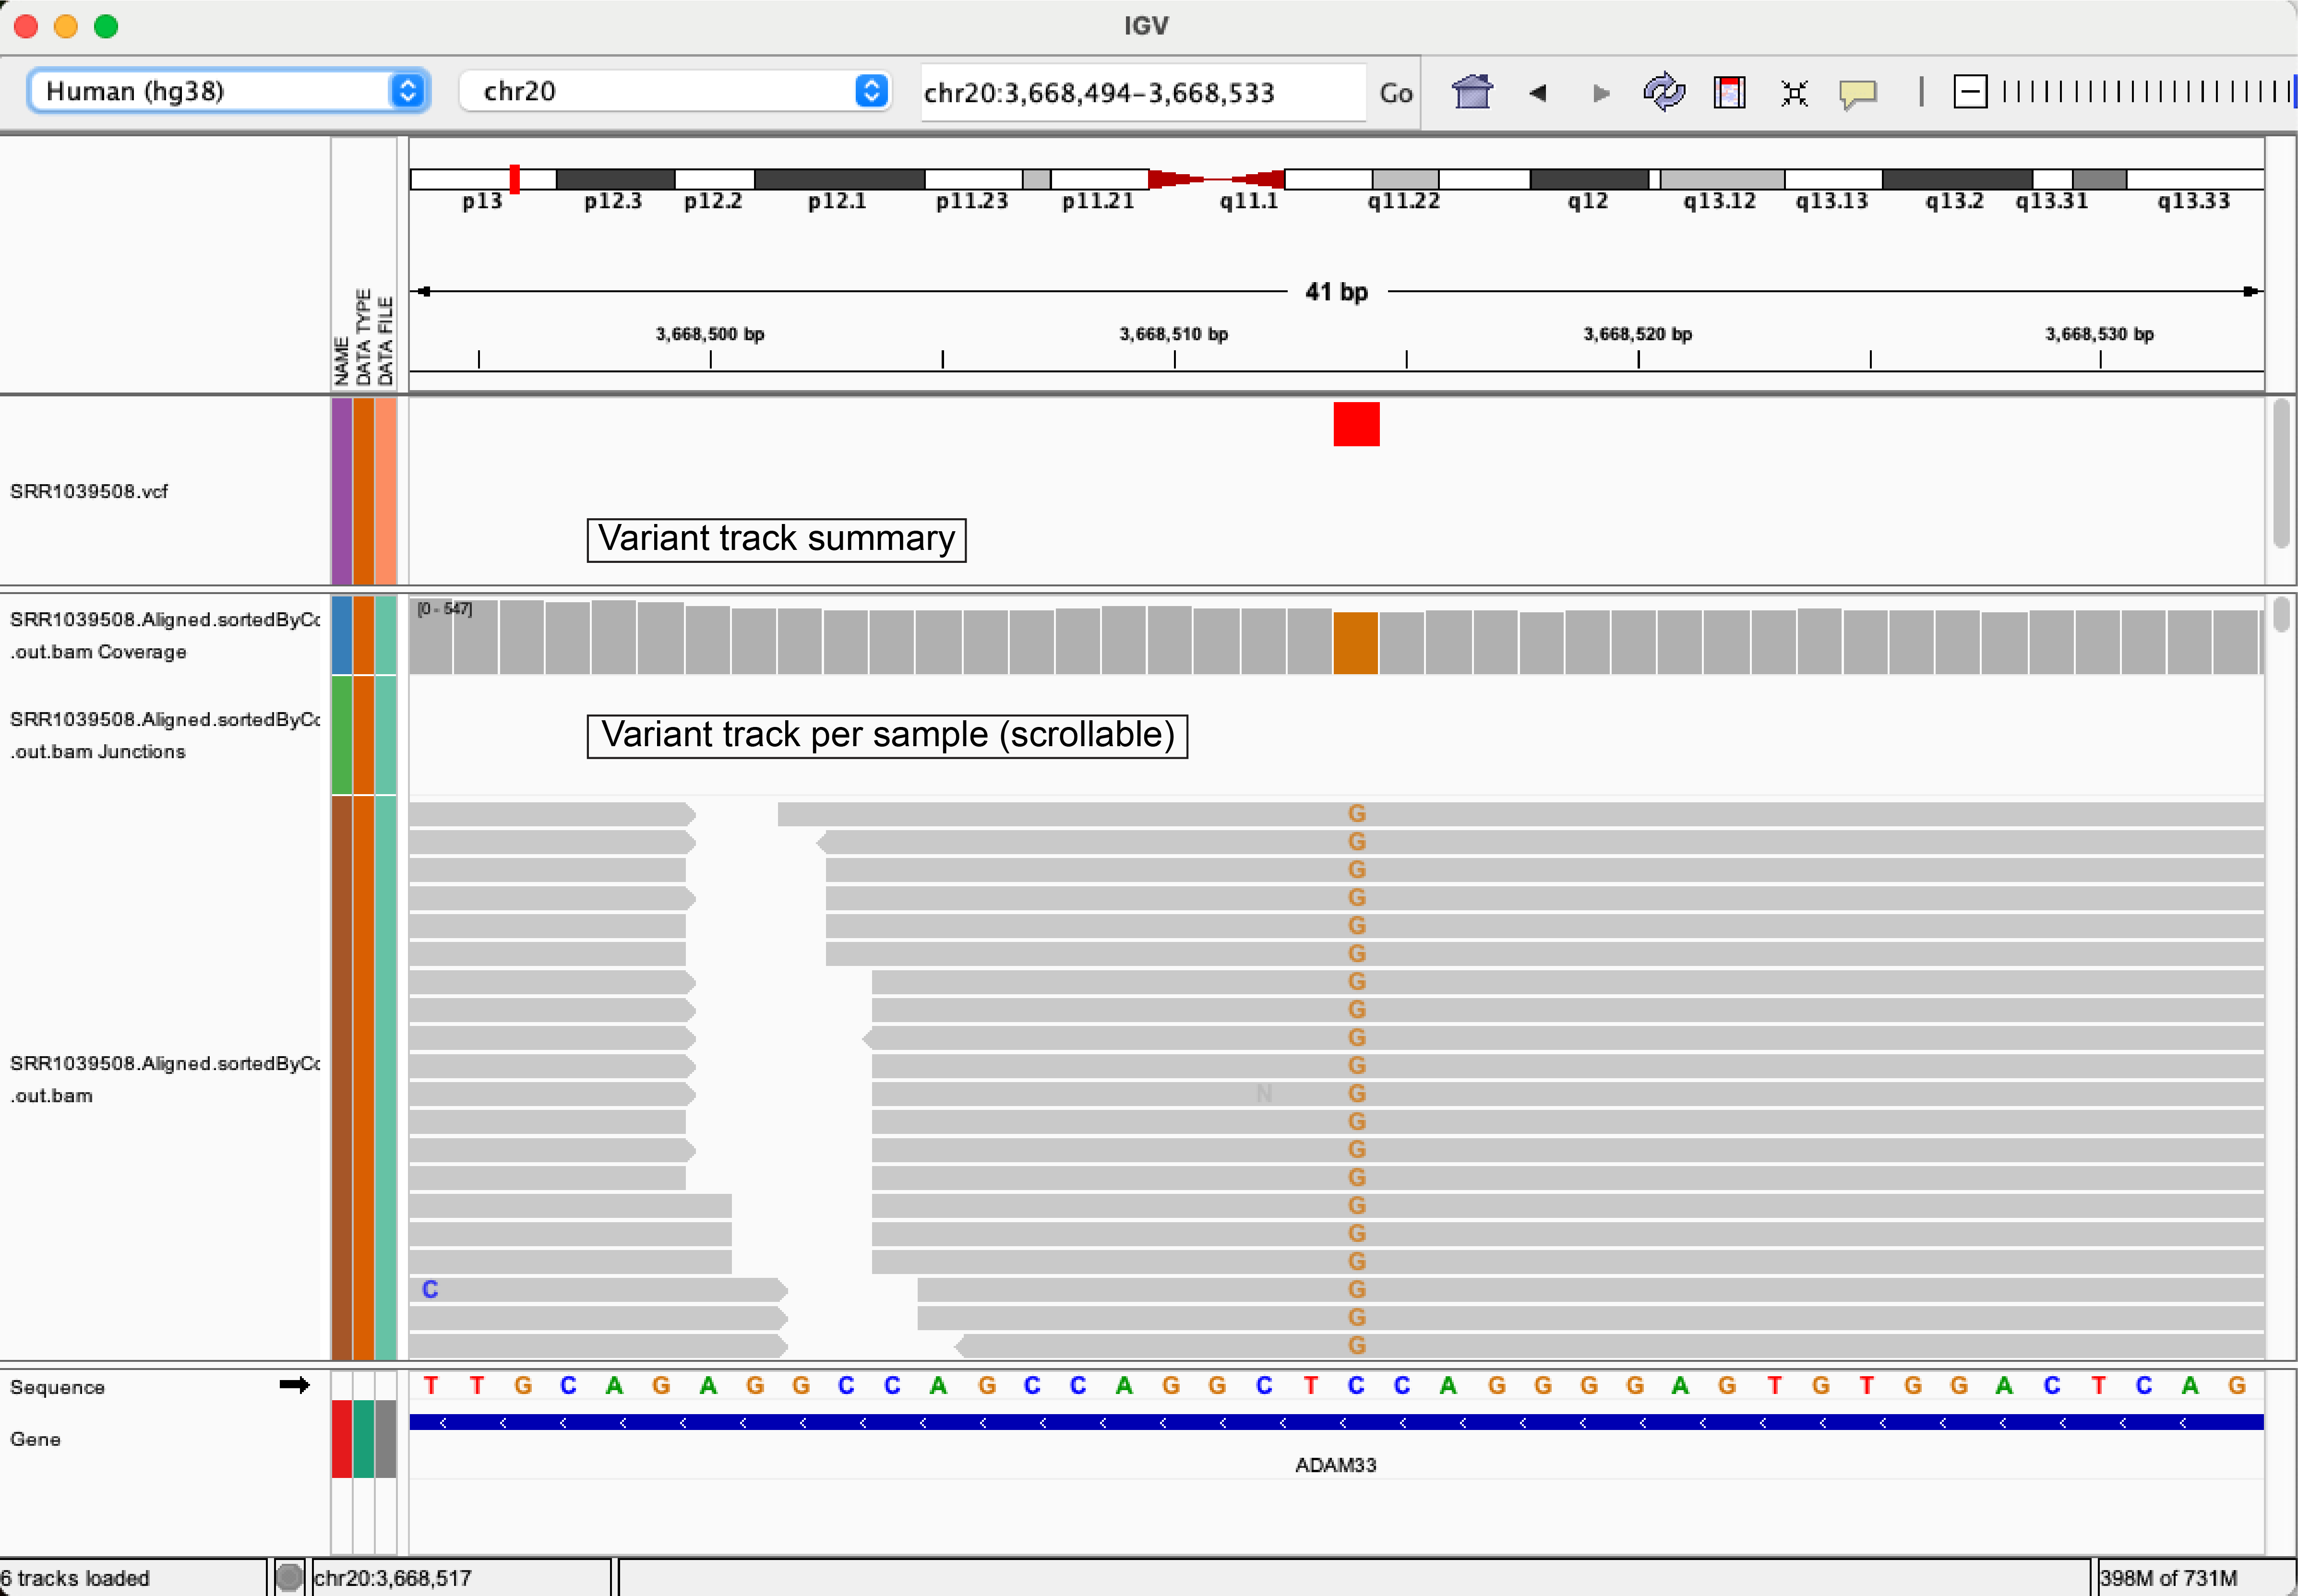 IGV
Human (hg38)
chr20
chr20:3,668,494-3,668,533
Go
p13 p12.3 p12.2 p12.1 p11.23 p11.21 q11.1 q11.22 q12 q13.12 q13.13 q13.2 q13.31 q13.33
41 bp
3,668,500 bp 3,668,510 bp 3,668,520 bp 3,668,530 bp
NAME
DATA TYPE
DATA FILE
SRR1039508.vcf
Variant track summary
SRR1039508.Aligned.sortedByCo
.out.bam Coverage
[0 - 547]
SRR1039508.Aligned.sortedByCo
.out.bam Junctions
Variant track per sample (scrollable)
G
G
G
G
G
G
G
G
G
G
N G
G
G
G
G
G
G
C G
G
G
SRR1039508.Aligned.sortedByCo
.out.bam
Sequence
T T G C A G A G G C C A G C C A G G C T C C A G G G G A G T G T G G A C T C A G
Gene
ADAM33
6 tracks loaded
chr20:3,668,517
398M of 731M